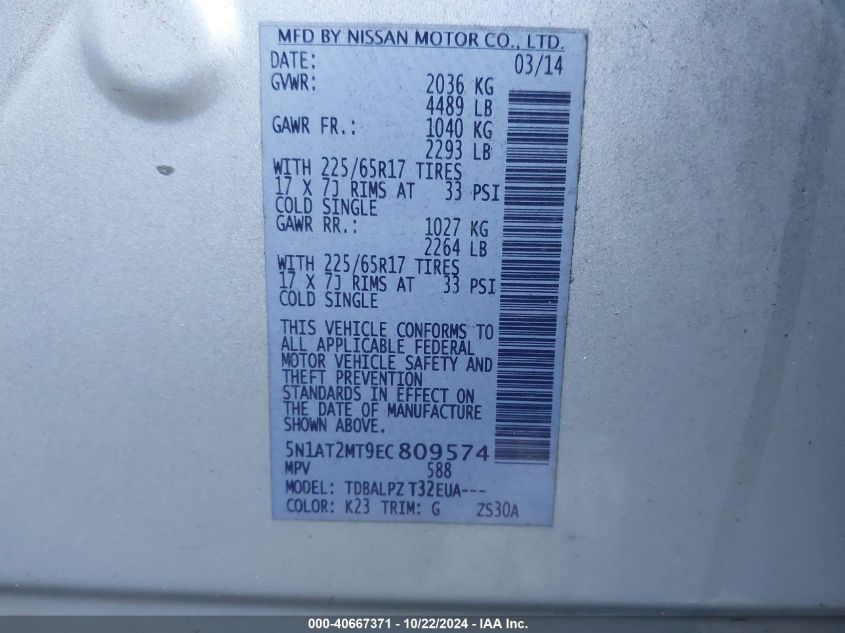 MFD BY NISSAN MOTOR CO., LTD.
DATE: 03/14
GVWR: 2036 KG
4489 LB
GAWR FR.: 1040 KG
2293 LB
WITH 225/65R17 TIRES
17 X 7J RIMS AT 33 PSI
COLD SINGLE
GAWR RR.: 1027 KG
2264 LB
WITH 225/65R17 TIRES
17 X 7J RIMS AT 33 PSI
COLD SINGLE
THIS VEHICLE CONFORMS TO
ALL APPLICABLE FEDERAL
MOTOR VEHICLE SAFETY AND
THEFT PREVENTION
STANDARDS IN EFFECT ON
THE DATE OF MANUFACTURE
SHOWN ABOVE.
5N1AT2MT9EC809574
MPV 588
MODEL: TDBALPZ T32EUA---
COLOR: K23 TRIM: G ZS30A
000-40667371 - 10/22/2024 - IAA Inc.